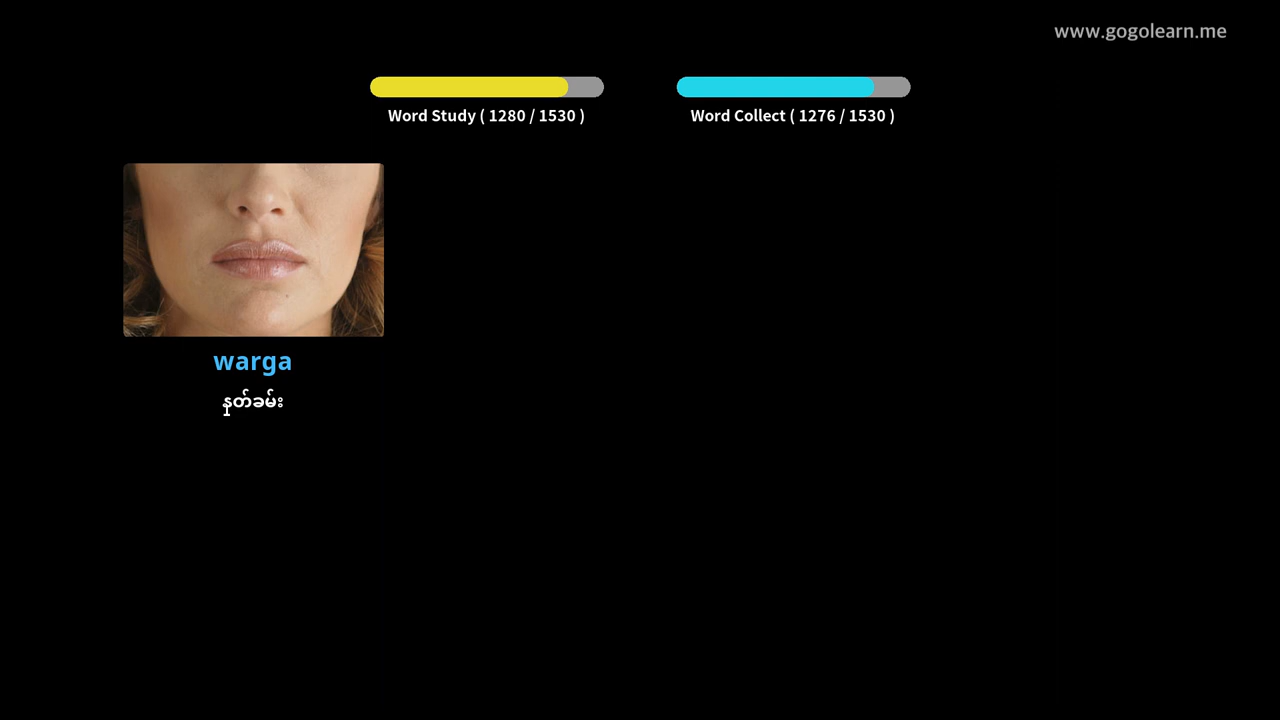 www.gogolearn.me
Word Study ( 1280 / 1530 )
Word Collect ( 1276 / 1530 )
warga
နှုတ်ခမ်း